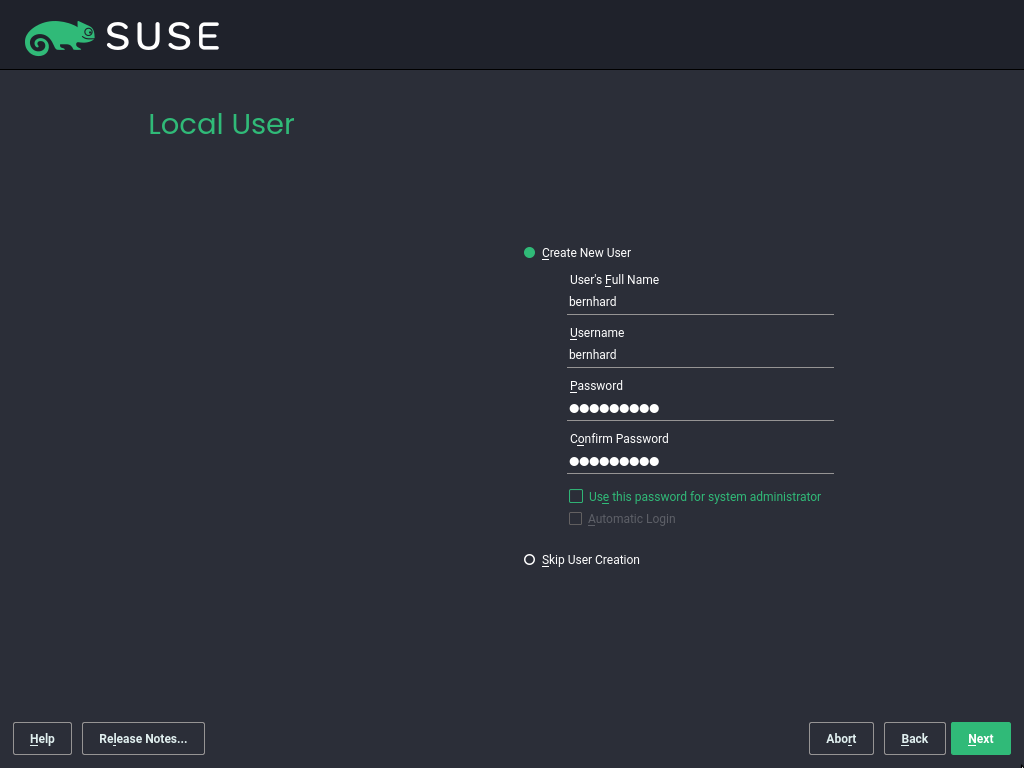 SUSE
Local User
Create New User
User's Full Name
bernhard
Username
bernhard
Password
●●●●●●●●●
Confirm Password
●●●●●●●●●
Use this password for system administrator
Automatic Login
Skip User Creation
Help Release Notes... Abort Back Next